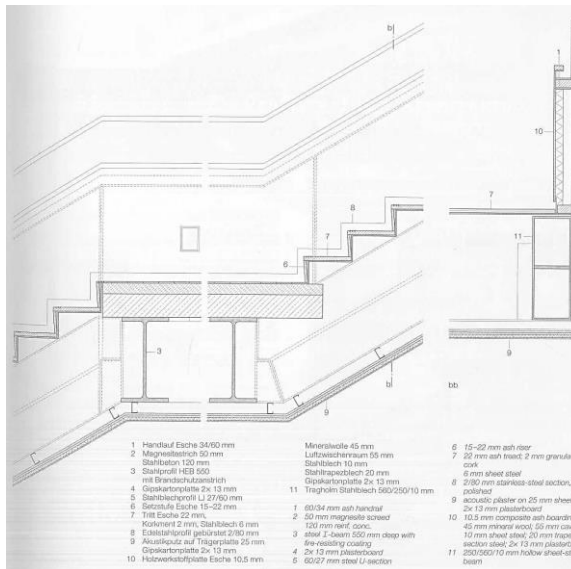 b
8
7
6
3
9
b
1
10
7
11
9
bb
1 Handlauf Esche 34/60 mm
2 Magnesitestrich 50 mm
Stahlbeton 120 mm
3 Stahlprofil HEB 550
mit Brandschutzanstrich
4 Gipskartonplatte 2x 13 mm
5 Stahlblechprofil LJ 27/60 mm
6 Setzstufe Esche 15–22 mm
7 Tritt Esche 22 mm,
Korkment 2 mm, Stahlblech 6 mm
8 Edelstahlprofil gebürstet 2/80 mm
9 Akustikputz auf Trägerplatte 25 mm
Gipskartonplatte 2x 13 mm
10 Holzwerkstoffplatte Esche 10,5 mm
Mineralwolle 45 mm
Luftzwischenraum 55 mm
Stahlblech 10 mm
Stahltrapezblech 20 mm
Gipskartonplatte 2x 13 mm
11 Tragholm Stahlblech 560/250/10 mm
1 60/34 mm ash handrail
2 50 mm magnesite screed
120 mm reinf. conc.
3 steel I-beam 550 mm deep with
fire-resisting coating
4 2x 13 mm plasterboard
5 60/27 mm steel U-section
6 15–22 mm ash riser
7 22 mm ash tread; 2 mm granula
cork
6 mm sheet steel
8 2/80 mm stainless-steel section,
polished
9 acoustic plaster on 25 mm shee
2x 13 mm plasterboard
10 10.5 mm composite ash boardin
45 mm mineral wool; 55 mm cav
10 mm sheet steel; 20 mm trape
section steel; 2x 13 mm plasterb
11 250/560/10 mm hollow sheet-st
beam